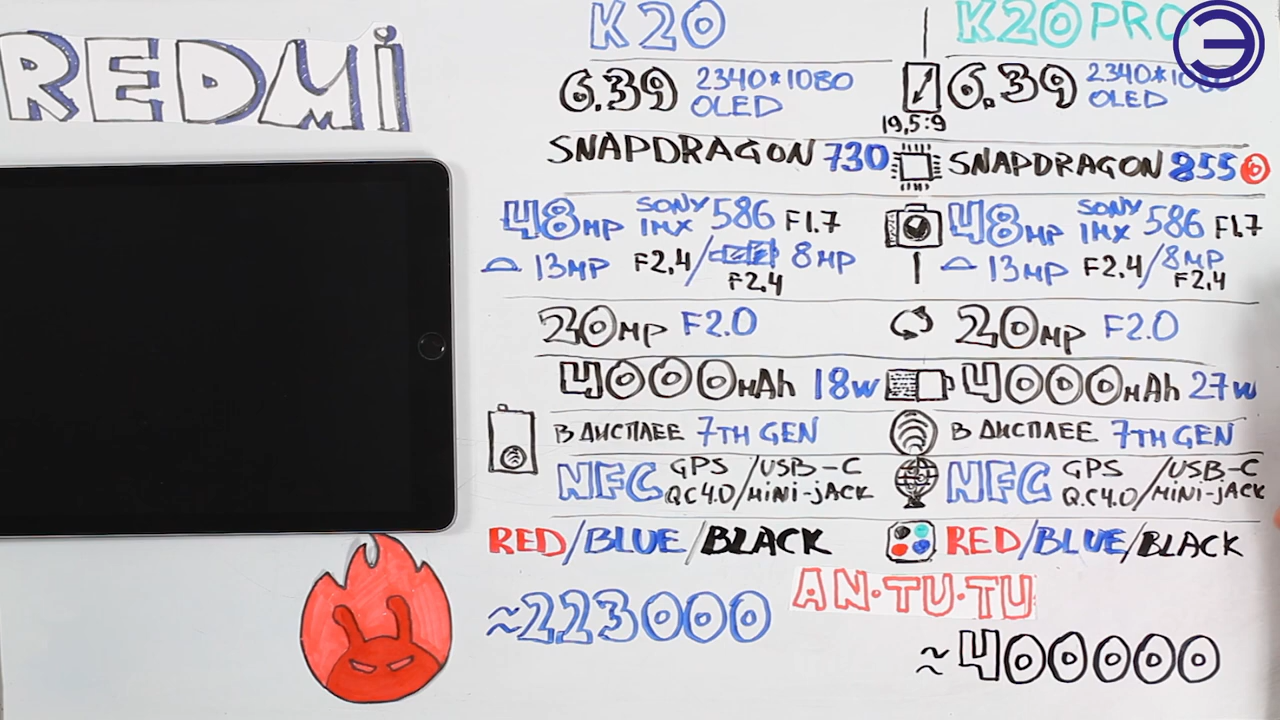 REDMi
K20
K20 PRO
6.39 2340*1080 OLED
19,5:9
6.39 2340*1080 OLED
SNAPDRAGON 730
SNAPDRAGON 855
48MP SONY IMX 586 F1.7
48MP SONY IMX 586 F1.7
13MP F2.4/ 8MP F2.4
13MP F2.4/8MP F2.4
20MP F2.0
20MP F2.0
4000MAh 18W
4000MAh 27W
В ДИСПЛЕЕ 7TH GEN
В ДИСПЛЕЕ 7TH GEN
NFC GPS /USB-C
QC4.0/MiNi-jACK
NFC GPS /USB-C
Q.C4.0/MiNi-jACK
RED/BLUE/BLACK
RED/BLUE/BLACK
AN·TU·TU
~223000
≈400000